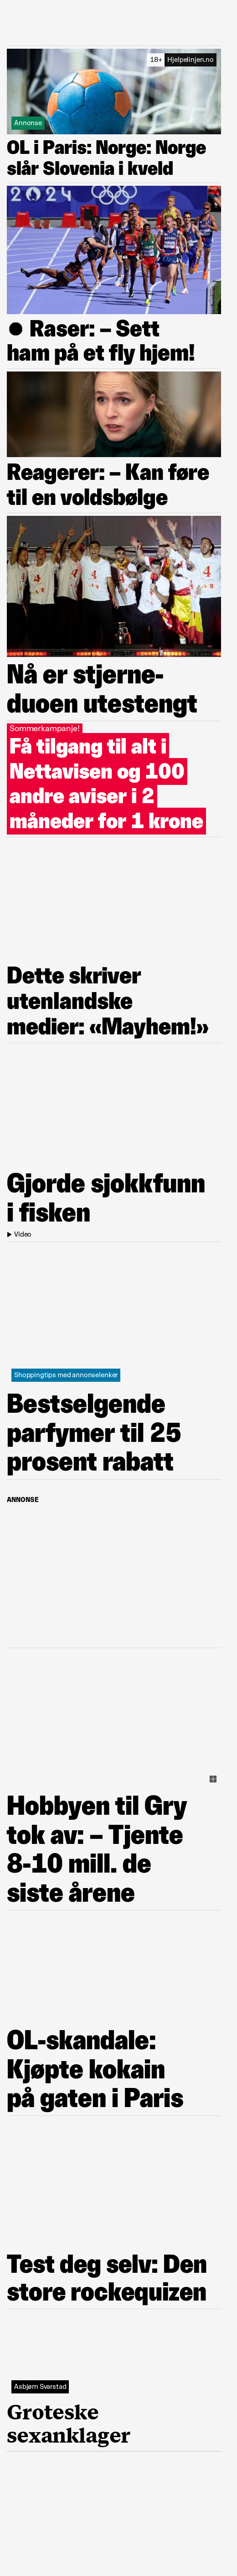 18+ Hjelpelinjen.no
Annonse
OL i Paris: Norge: Norge
slår Slovenia i kveld
2024
Raser: – Sett
ham på et fly hjem!
Reagerer: – Kan føre
til en voldsbølge
4
4
Nå er stjerne-
duoen utestengt
Sommerkampanje!
Få tilgang til alt i
Nettavisen og 100
andre aviser i 2
måneder for 1 krone
Dette skriver
utenlandske
medier: «Mayhem!»
Gjorde sjokkfunn
i fisken
Video
Shoppingtips med annonselenker
Bestselgende
parfymer til 25
prosent rabatt
ANNONSE
Hobbyen til Gry
tok av: – Tjente
8-10 mill. de
siste årene
OL-skandale:
Kjøpte kokain
på gaten i Paris
Test deg selv: Den
store rockequizen
Asbjørn Svarstad
Groteske
sexanklager